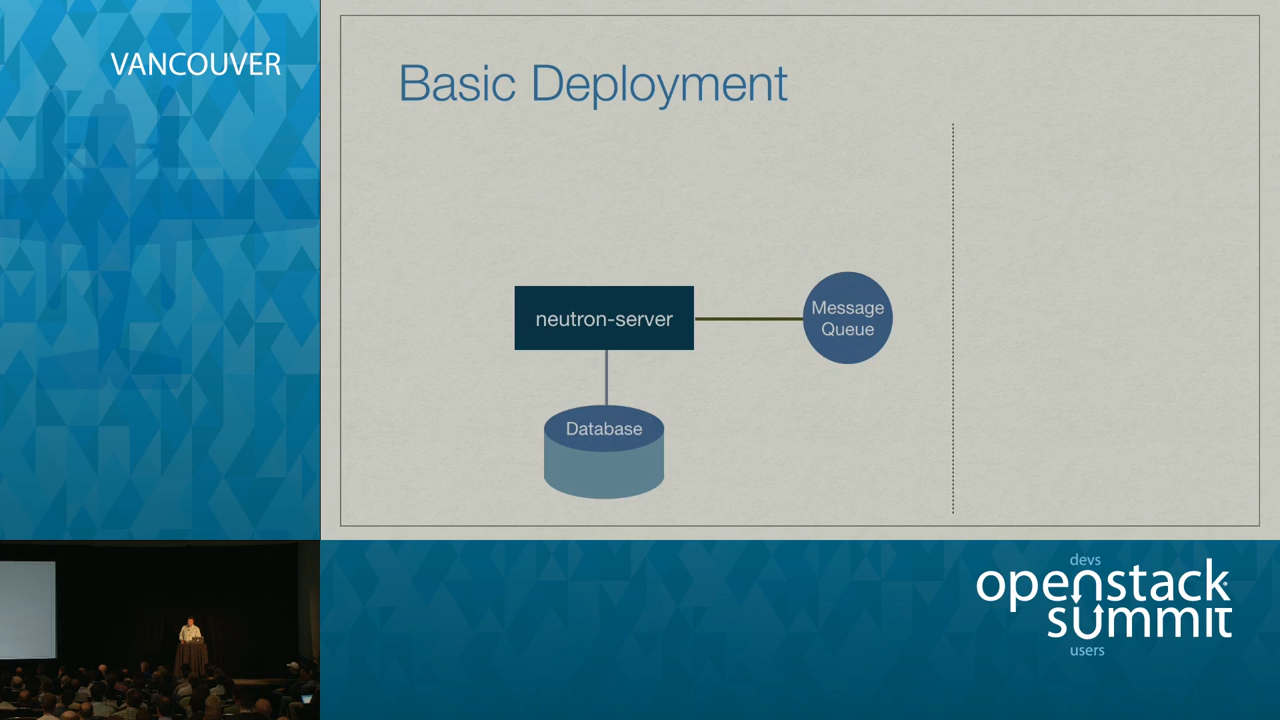 VANCOUVER
Basic Deployment
neutron-server
Message
Queue
Database
devs
openstack
summit
users